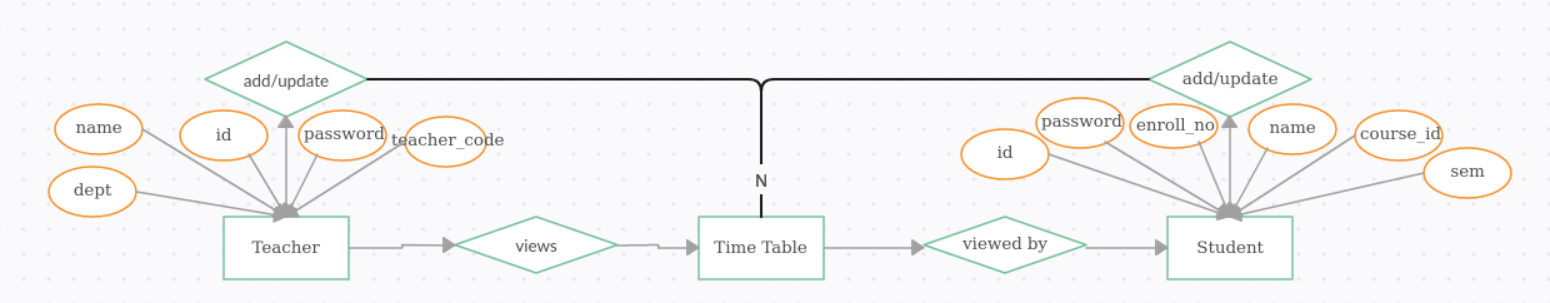 add/update
add/update
name
id
password
teacher_code
dept
id
password
enroll_no
name
course_id
sem
N
Teacher
views
Time Table
viewed by
Student